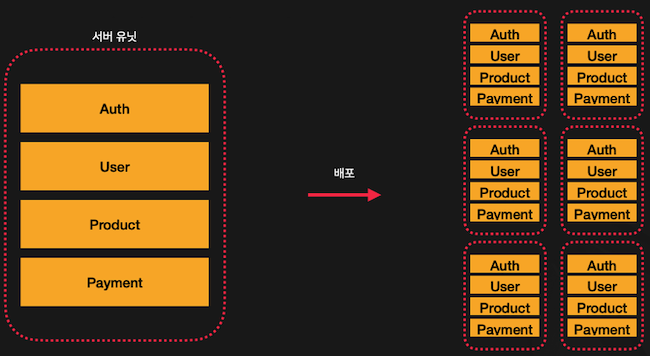 서버 유닛
Auth
User
Product
Payment
배포
Auth
User
Product
Payment
Auth
User
Product
Payment
Auth
User
Product
Payment
Auth
User
Product
Payment
Auth
User
Product
Payment
Auth
User
Product
Payment